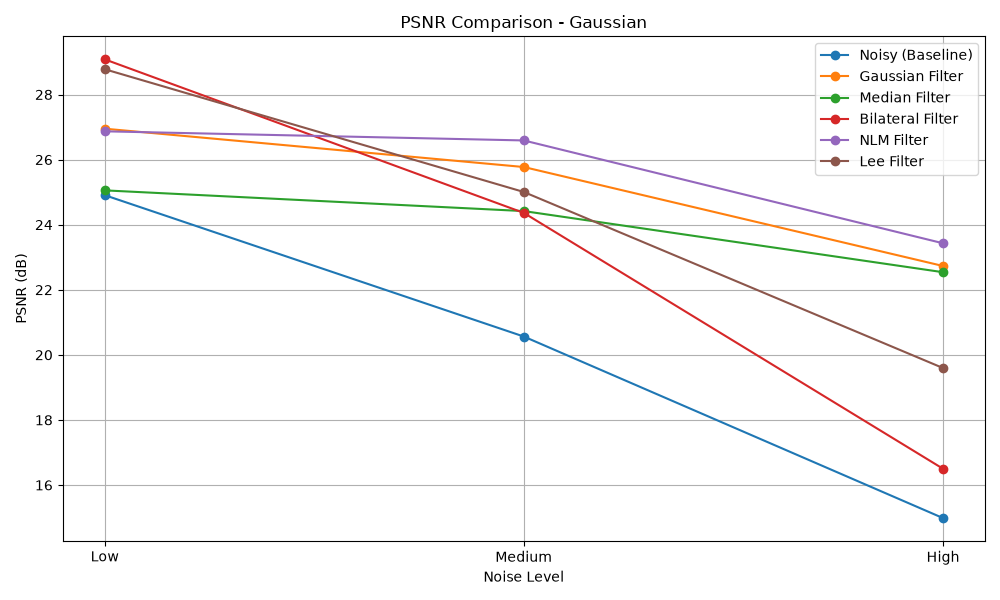 PSNR Comparison - Gaussian
Noisy (Baseline)
Gaussian Filter
Median Filter
Bilateral Filter
NLM Filter
Lee Filter
PSNR (dB)
28
26
24
22
20
18
16
Low
Medium
High
Noise Level